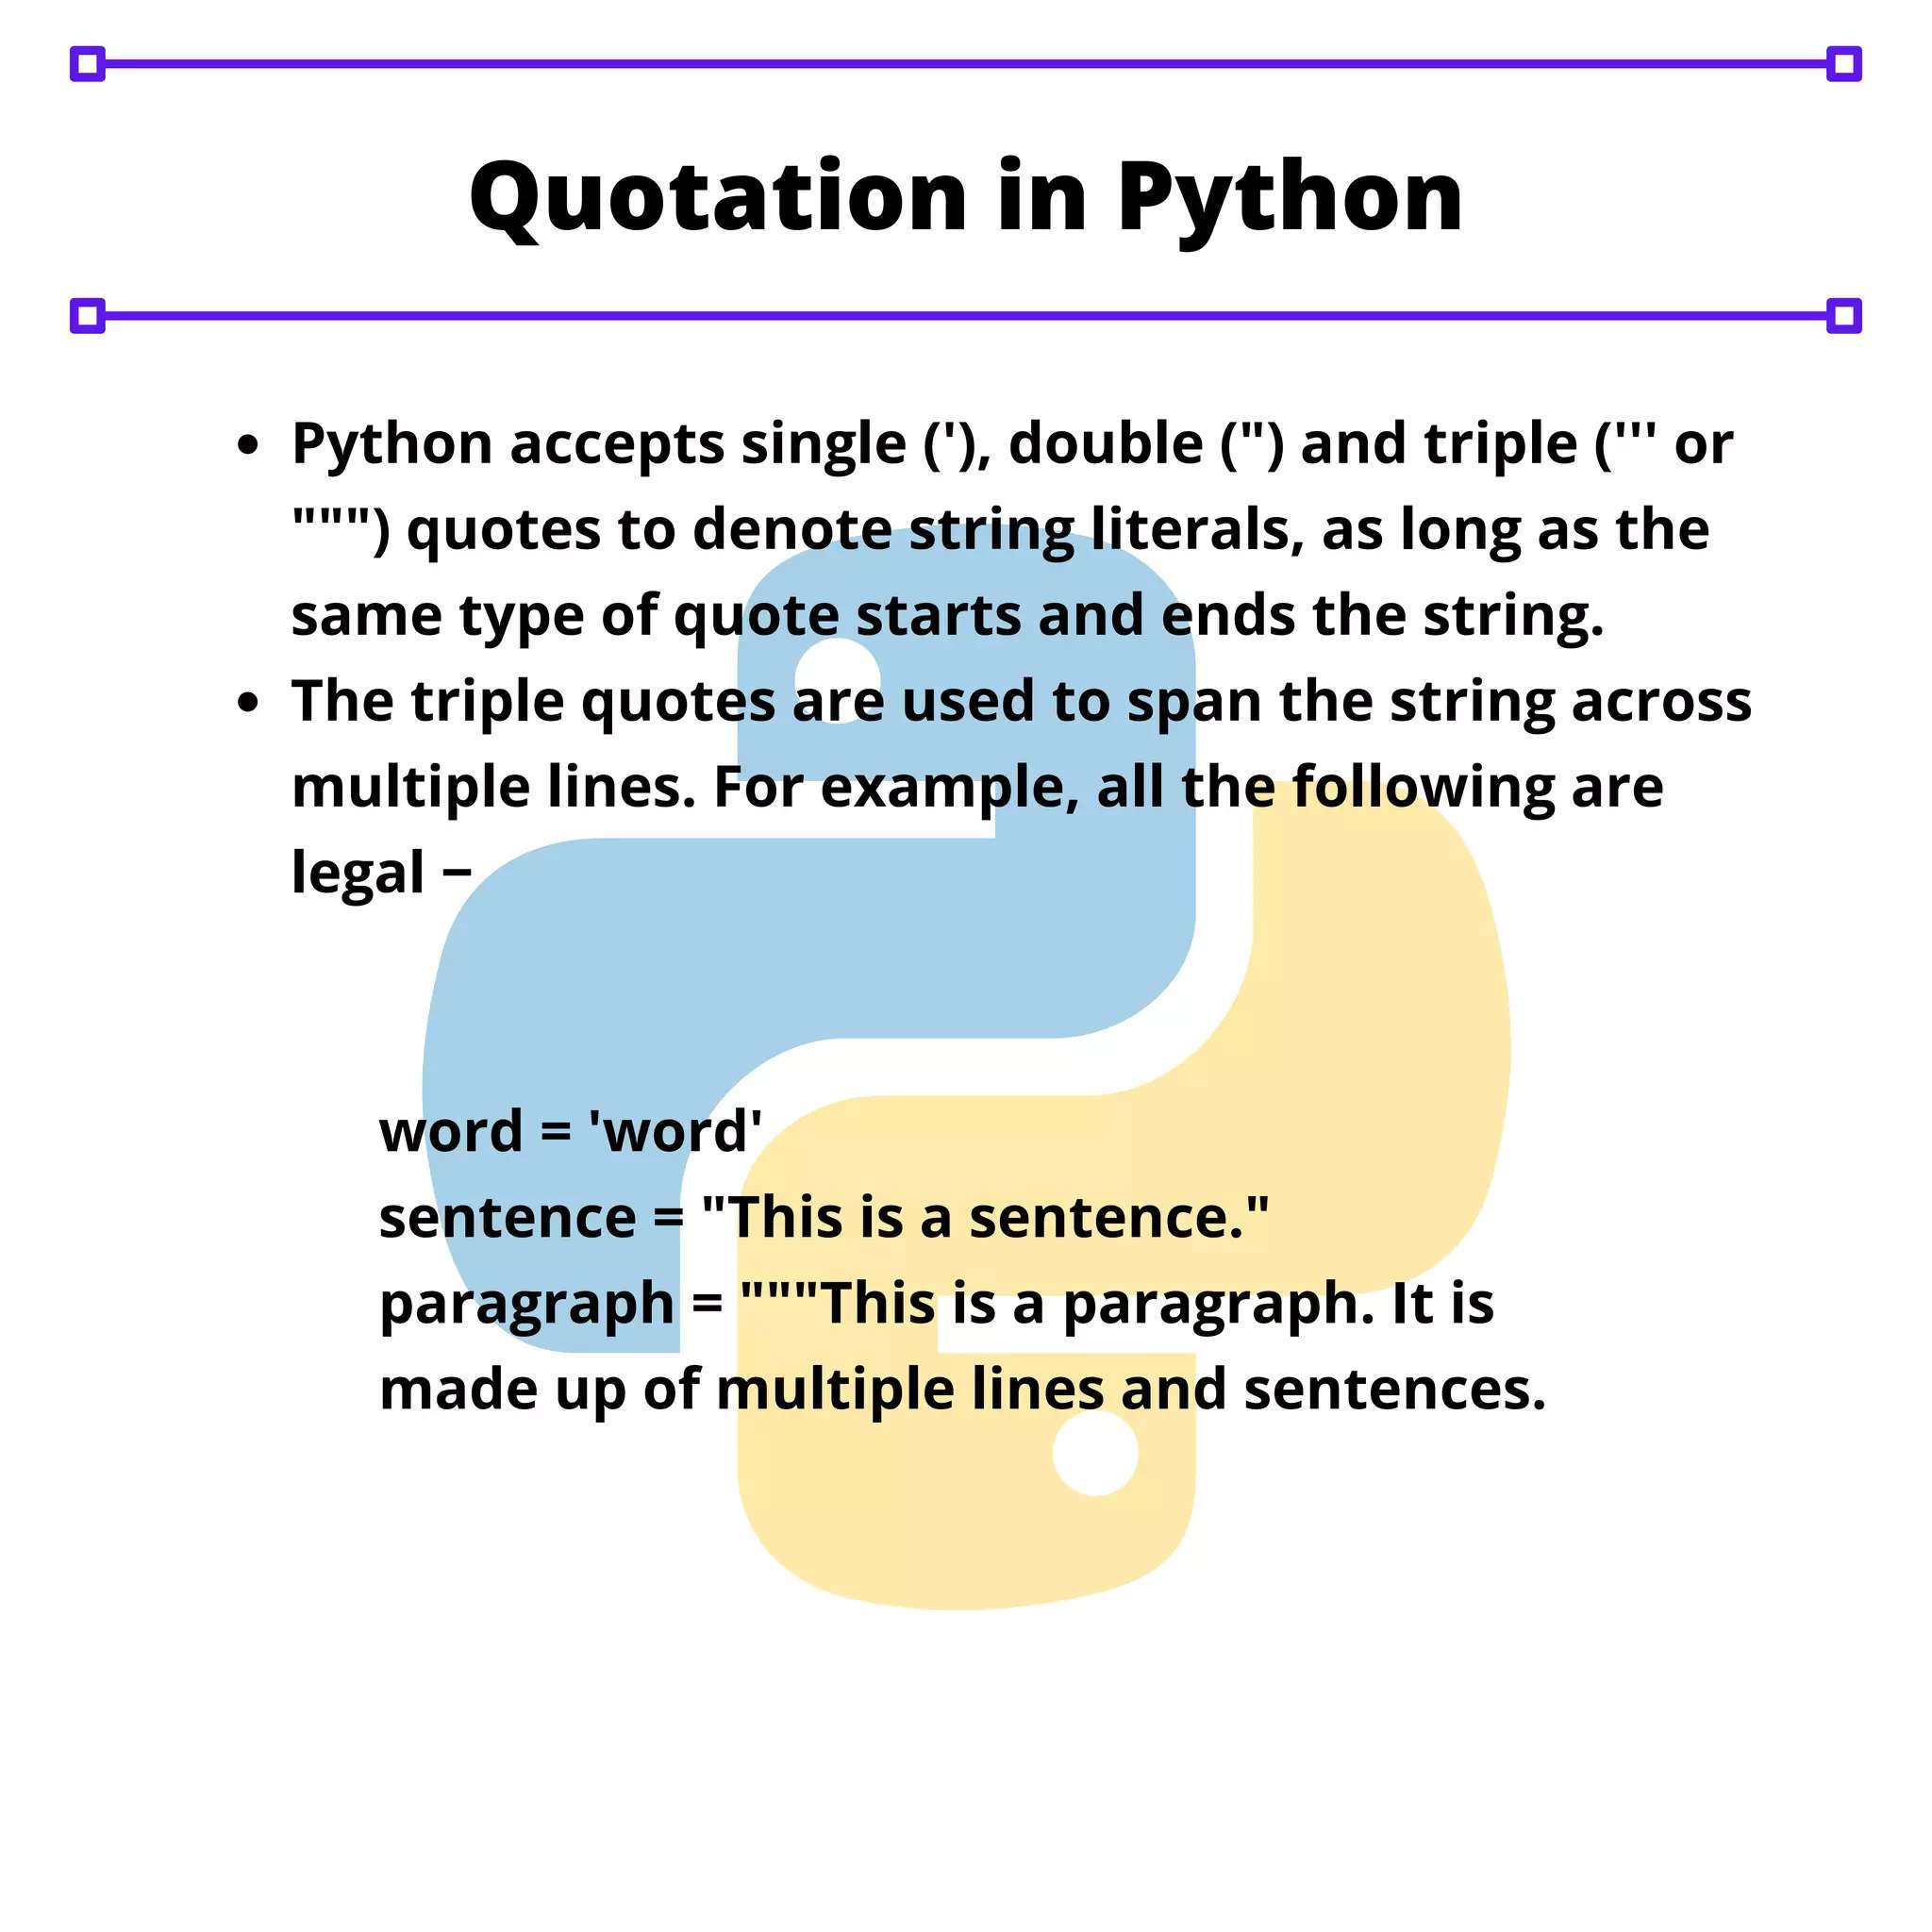 Quotation in Python
• Python accepts single ('), double (") and triple (''' or
""") quotes to denote string literals, as long as the
same type of quote starts and ends the string.
• The triple quotes are used to span the string across
multiple lines. For example, all the following are
legal −
word = 'word'
sentence = "This is a sentence."
paragraph = """This is a paragraph. It is
made up of multiple lines and sentences.